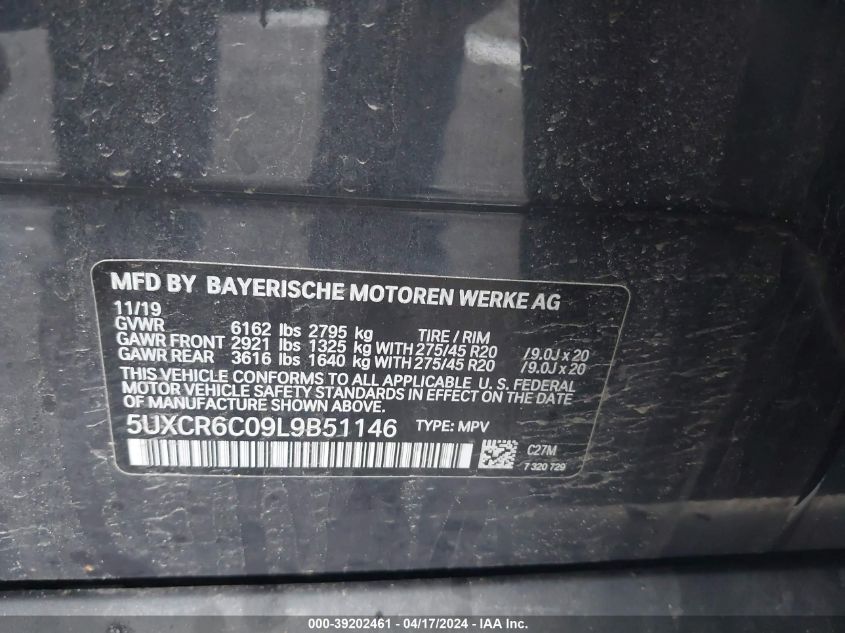 MFD BY BAYERISCHE MOTOREN WERKE AG
11/19
GVWR 6162 lbs 2795 kg TIRE / RIM
GAWR FRONT 2921 lbs 1325 kg WITH 275/45 R20 /9.0J x 20
GAWR REAR 3616 lbs 1640 kg WITH 275/45 R20 /9.0J x 20
THIS VEHICLE CONFORMS TO ALL APPLICABLE U. S. FEDERAL
MOTOR VEHICLE SAFETY STANDARDS IN EFFECT ON THE DATE
OF MANUFACTURE SHOWN ABOVE.
5UXCR6C09L9B51146 TYPE: MPV
C27M
7 320 729
000-39202461 - 04/17/2024 - IAA Inc.